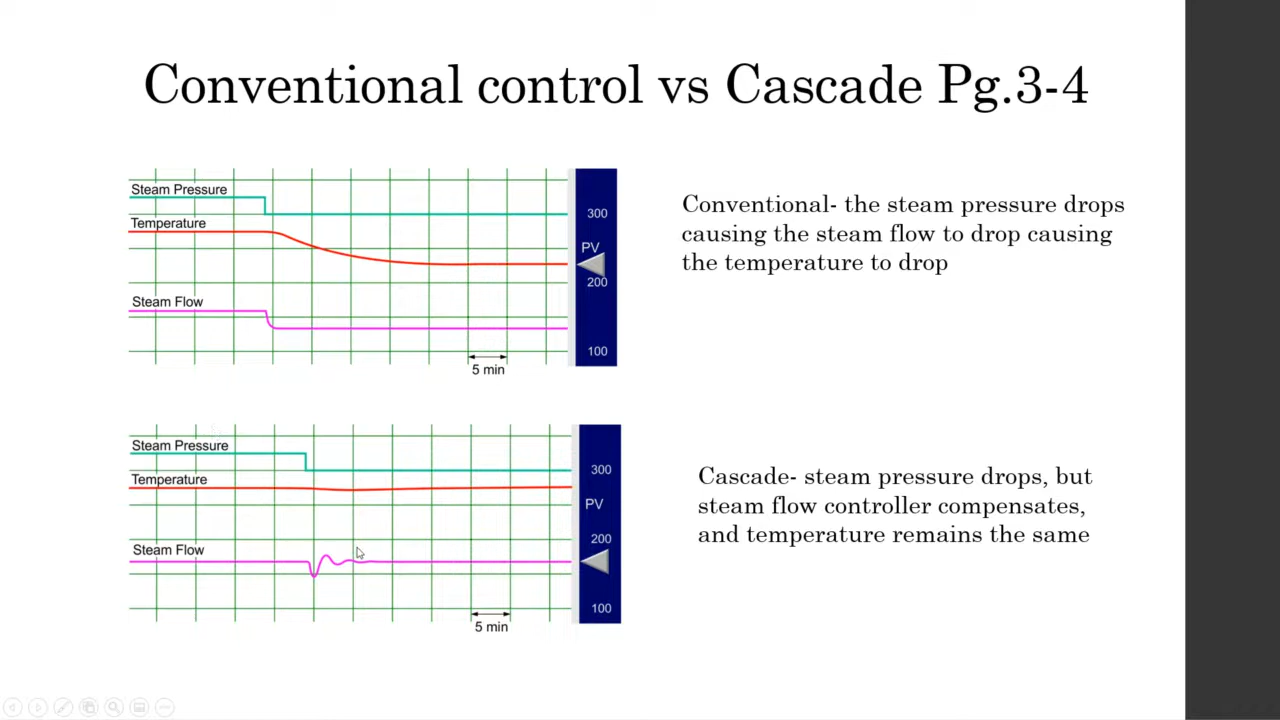 Conventional control vs Cascade Pg.3-4
Steam Pressure
Temperature
Steam Flow
300
PV
200
100
5 min
Conventional- the steam pressure drops
causing the steam flow to drop causing
the temperature to drop
Steam Pressure
Temperature
Steam Flow
300
PV
200
100
5 min
Cascade- steam pressure drops, but
steam flow controller compensates,
and temperature remains the same